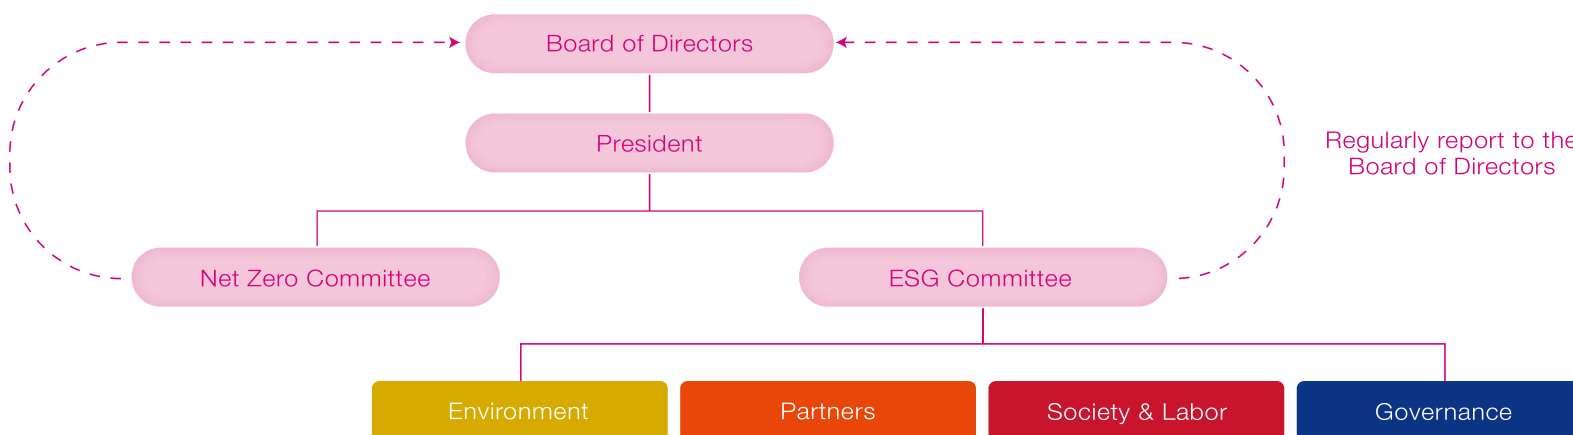 Board of Directors
President
Regularly report to the
Board of Directors
Net Zero Committee
ESG Committee
Environment
Partners
Society & Labor
Governance